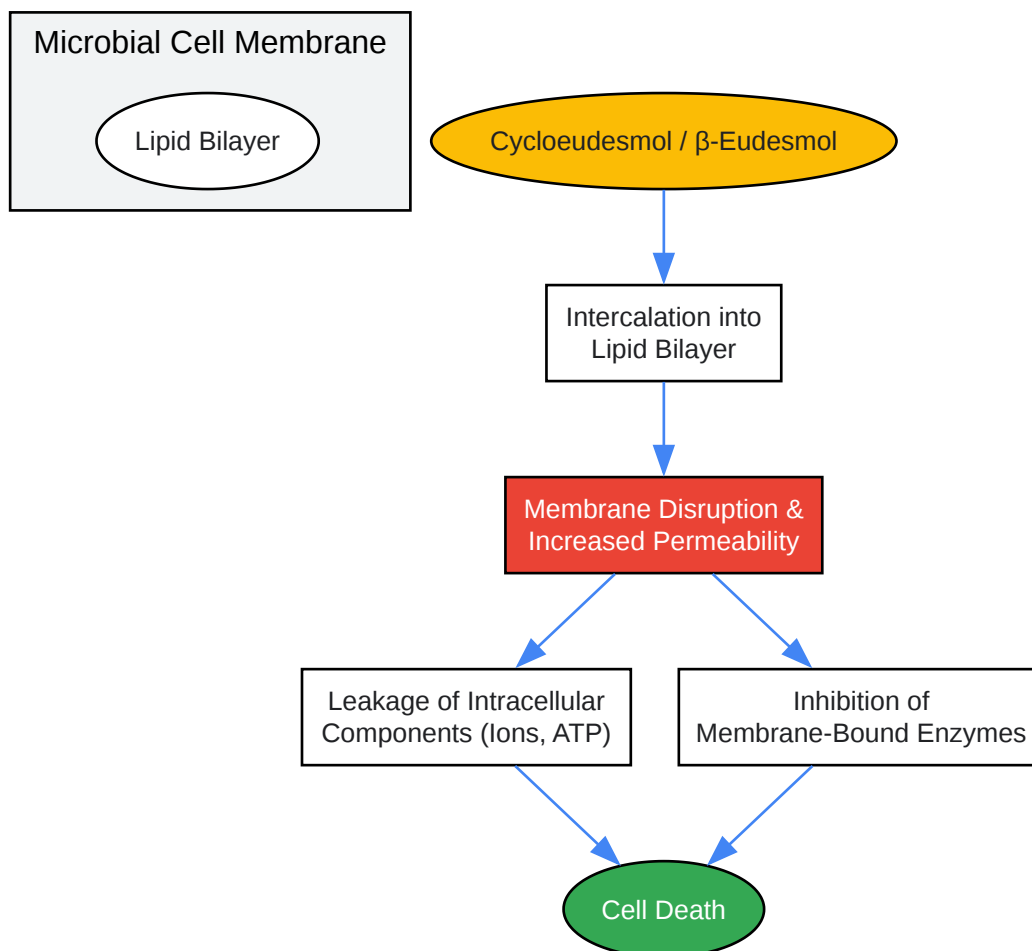 Microbial Cell Membrane
Lipid Bilayer
Cycloeudesmol / β-Eudesmol
Intercalation into
Lipid Bilayer
Membrane Disruption &
Increased Permeability
Leakage of Intracellular
Components (Ions, ATP)
Inhibition of
Membrane-Bound Enzymes
Cell Death